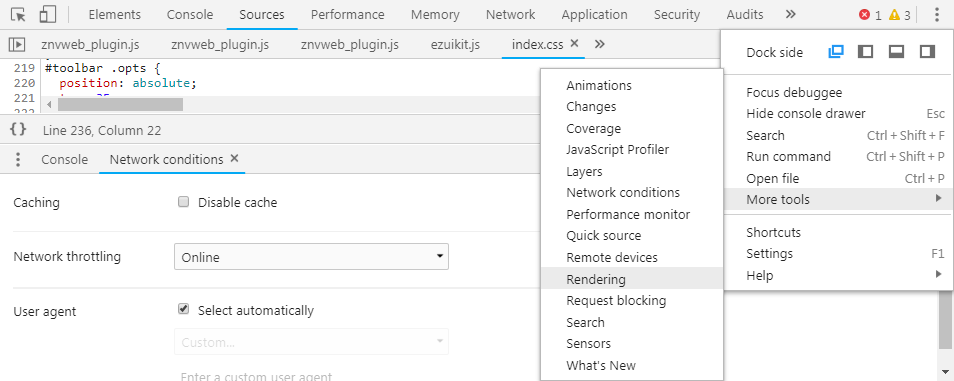 Elements Console Sources Performance Memory Network Application Security Audits » 1 3
znvweb_plugin.js znvweb_plugin.js znvweb_plugin.js ezuikit.js index.css × »
219 #toolbar .opts {
220 position: absolute;
221
{} Line 236, Column 22
Console Network conditions ×
Caching Disable cache
Network throttling Online
User agent Select automatically
Custom...
Enter a custom user agent
Animations
Changes
Coverage
JavaScript Profiler
Layers
Network conditions
Performance monitor
Quick source
Remote devices
Rendering
Request blocking
Search
Sensors
What's New
Dock side
Focus debuggee
Hide console drawer Esc
Search Ctrl + Shift + F
Run command Ctrl + Shift + P
Open file Ctrl + P
More tools
Shortcuts
Settings F1
Help